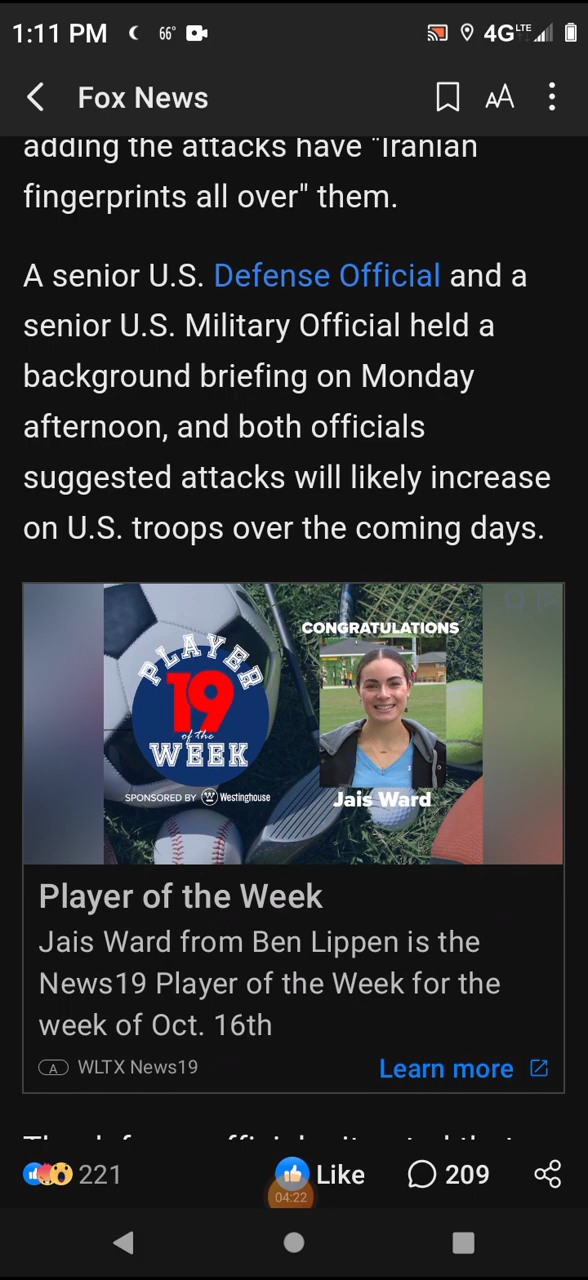 1:11 PM 66° 4G LTE
Fox News AA
adding the attacks have "Iranian
fingerprints all over" them.
A senior U.S. Defense Official and a
senior U.S. Military Official held a
background briefing on Monday
afternoon, and both officials
suggested attacks will likely increase
on U.S. troops over the coming days.
CONGRATULATIONS
PLAYER
19
of the
WEEK
SPONSORED BY W Westinghouse
Jais Ward
Player of the Week
Jais Ward from Ben Lippen is the
News19 Player of the Week for the
week of Oct. 16th
A WLTX News19 Learn more
221 Like 209
04:22